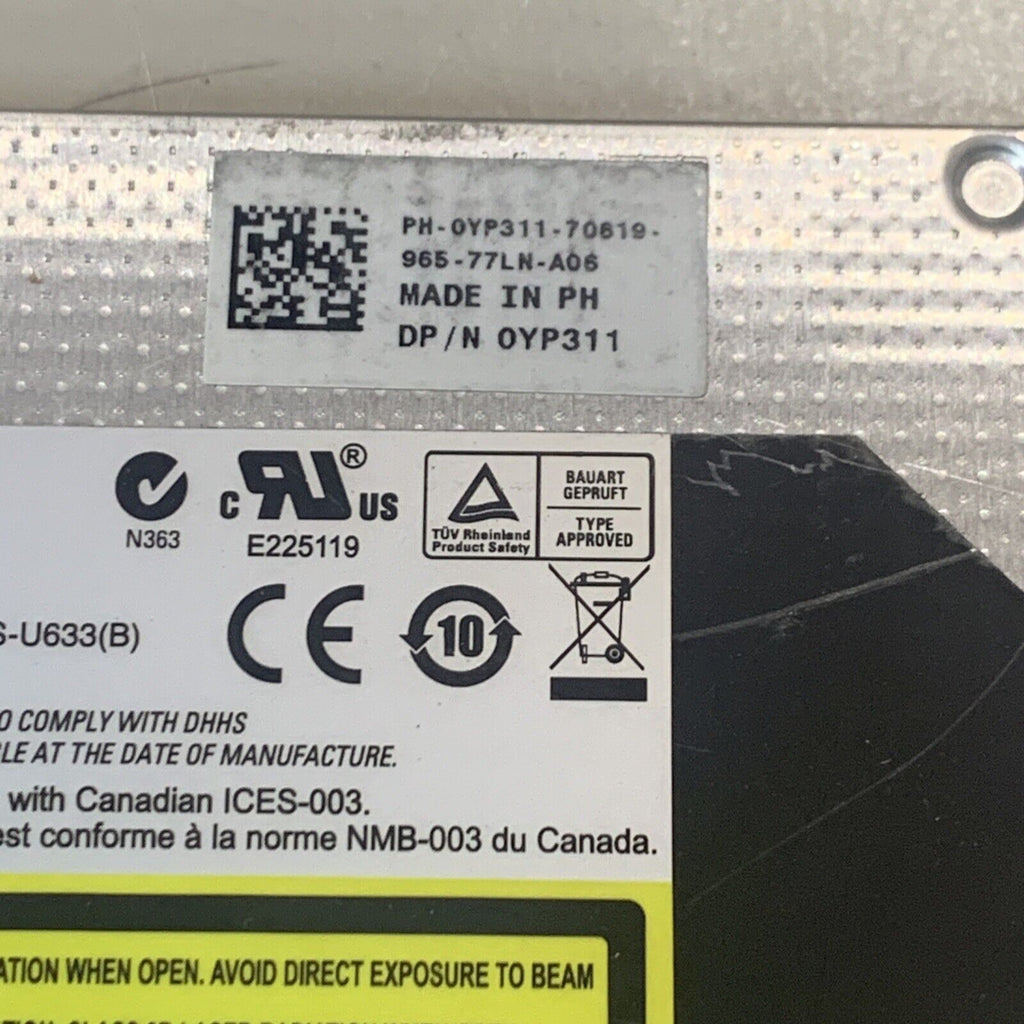 PH-0YP311-70619-
965-77LN-A06
MADE IN PH
DP/N 0YP311
N363
C RU ® US
E225119
TÜV Rheinland
Product Safety
BAUART
GEPRUFT
TYPE
APPROVED
S-U633(B)
CE
10
O COMPLY WITH DHHS
LE AT THE DATE OF MANUFACTURE.
with Canadian ICES-003.
est conforme à la norme NMB-003 du Canada.
ATION WHEN OPEN. AVOID DIRECT EXPOSURE TO BEAM